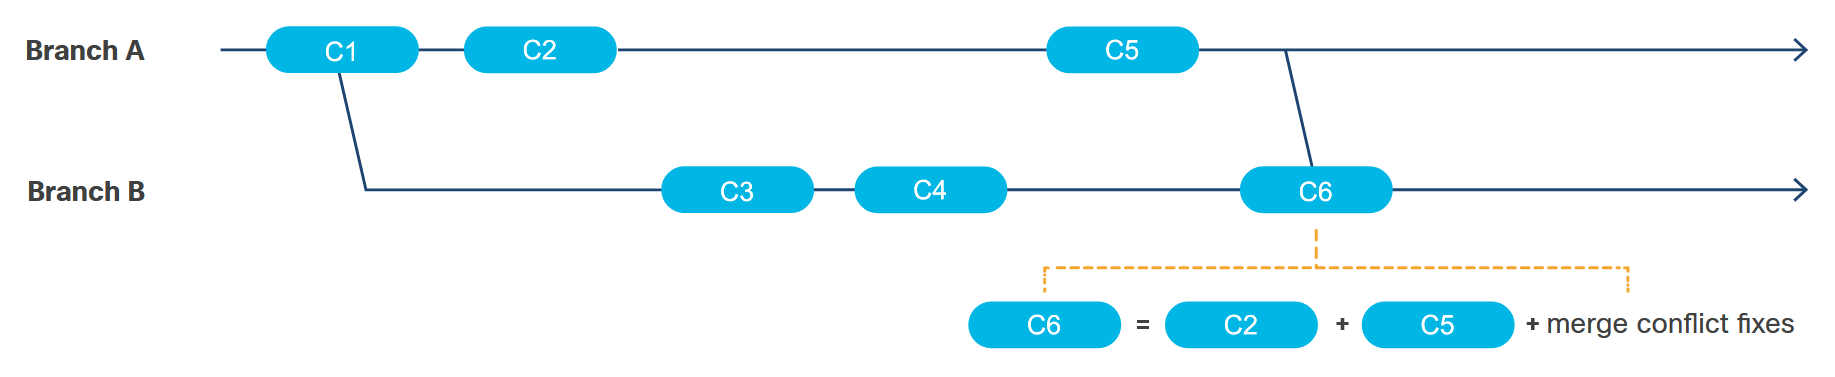 Branch A C1 C2 C5
Branch B C3 C4 C6
C6 = C2 + C5 + merge conflict fixes